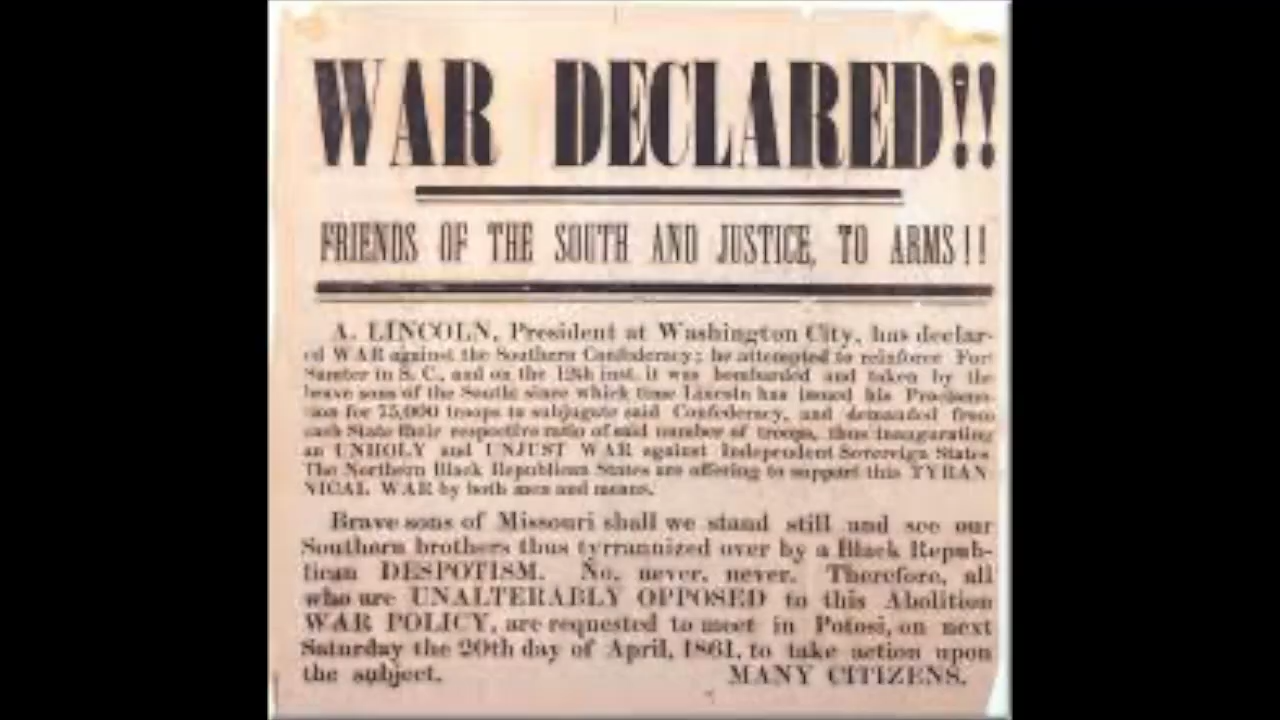 WAR DECLARED!!
FRIENDS OF THE SOUTH AND JUSTICE, TO ARMS!!
A. LINCOLN, President at Washington City, has declar-
ed WAR against the Southern Confederacy; he attempted to reinforce Fort
Sumter in S. C., and on the 12th inst. it was bombarded and taken by the
brave sons of the South; since which time Lincoln has issued his Proclama-
tion for 75,000 troops to subjugate said Confederacy, and demanded from
each State their respective ratio of said number of troops, thus inaugurating
an UNHOLY and UNJUST WAR against Independent Sovereign States
The Northern Black Republican States are offering to support this TYRAN-
NICAL WAR by both men and means.
Brave sons of Missouri shall we stand still and see our
Southern brothers thus tyrrannized over by a Black Repub-
lican DESPOTISM. No, never, never. Therefore, all
who are UNALTERABLY OPPOSED to this Abolition
WAR POLICY, are requested to meet in Potosi, on next
Saturday the 20th day of April, 1861, to take action upon
the subject. MANY CITIZENS.